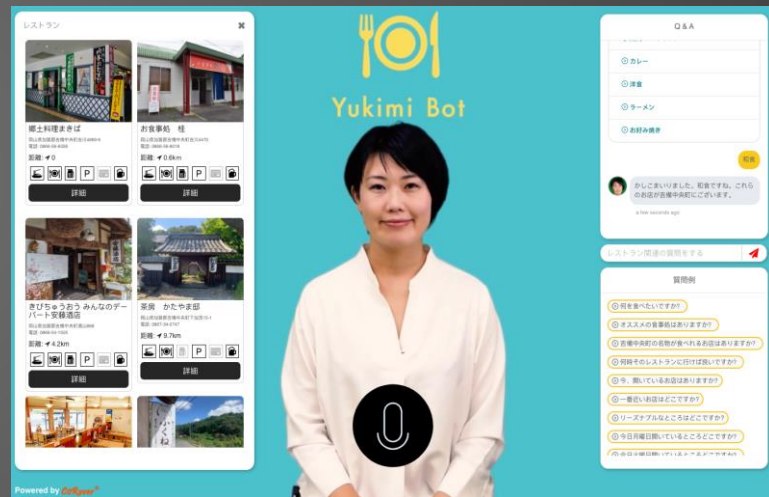 レストラン
✖
郷土料理まきば
距離: 0
詳細
お食事処 桂
距離: 0.6km
詳細
きびちゅうおう みんなのデー
パート安藤酒店
距離: 4.2km
詳細
茶房 かたやま邸
距離: 9.7km
詳細
Powered by
Yukimi Bot
Q & A
カレー
洋食
ラーメン
お好み焼き
和食
かしこまいりました。和食ですね。これら
のお店が吉備中央町にございます。
a few seconds ago
レストラン関連の質問をする
質問例
何を食べたいですか?
オススメの食事処はありますか?
吉備中央町の名物が食べれるお店はありますか?
何時そのレストランに行けば良いですか?
今、開いているお店はありますか?
一番近いお店はどこですか?
リーズナブルなところはどこですか?
今日月曜日開いているところどこですか?